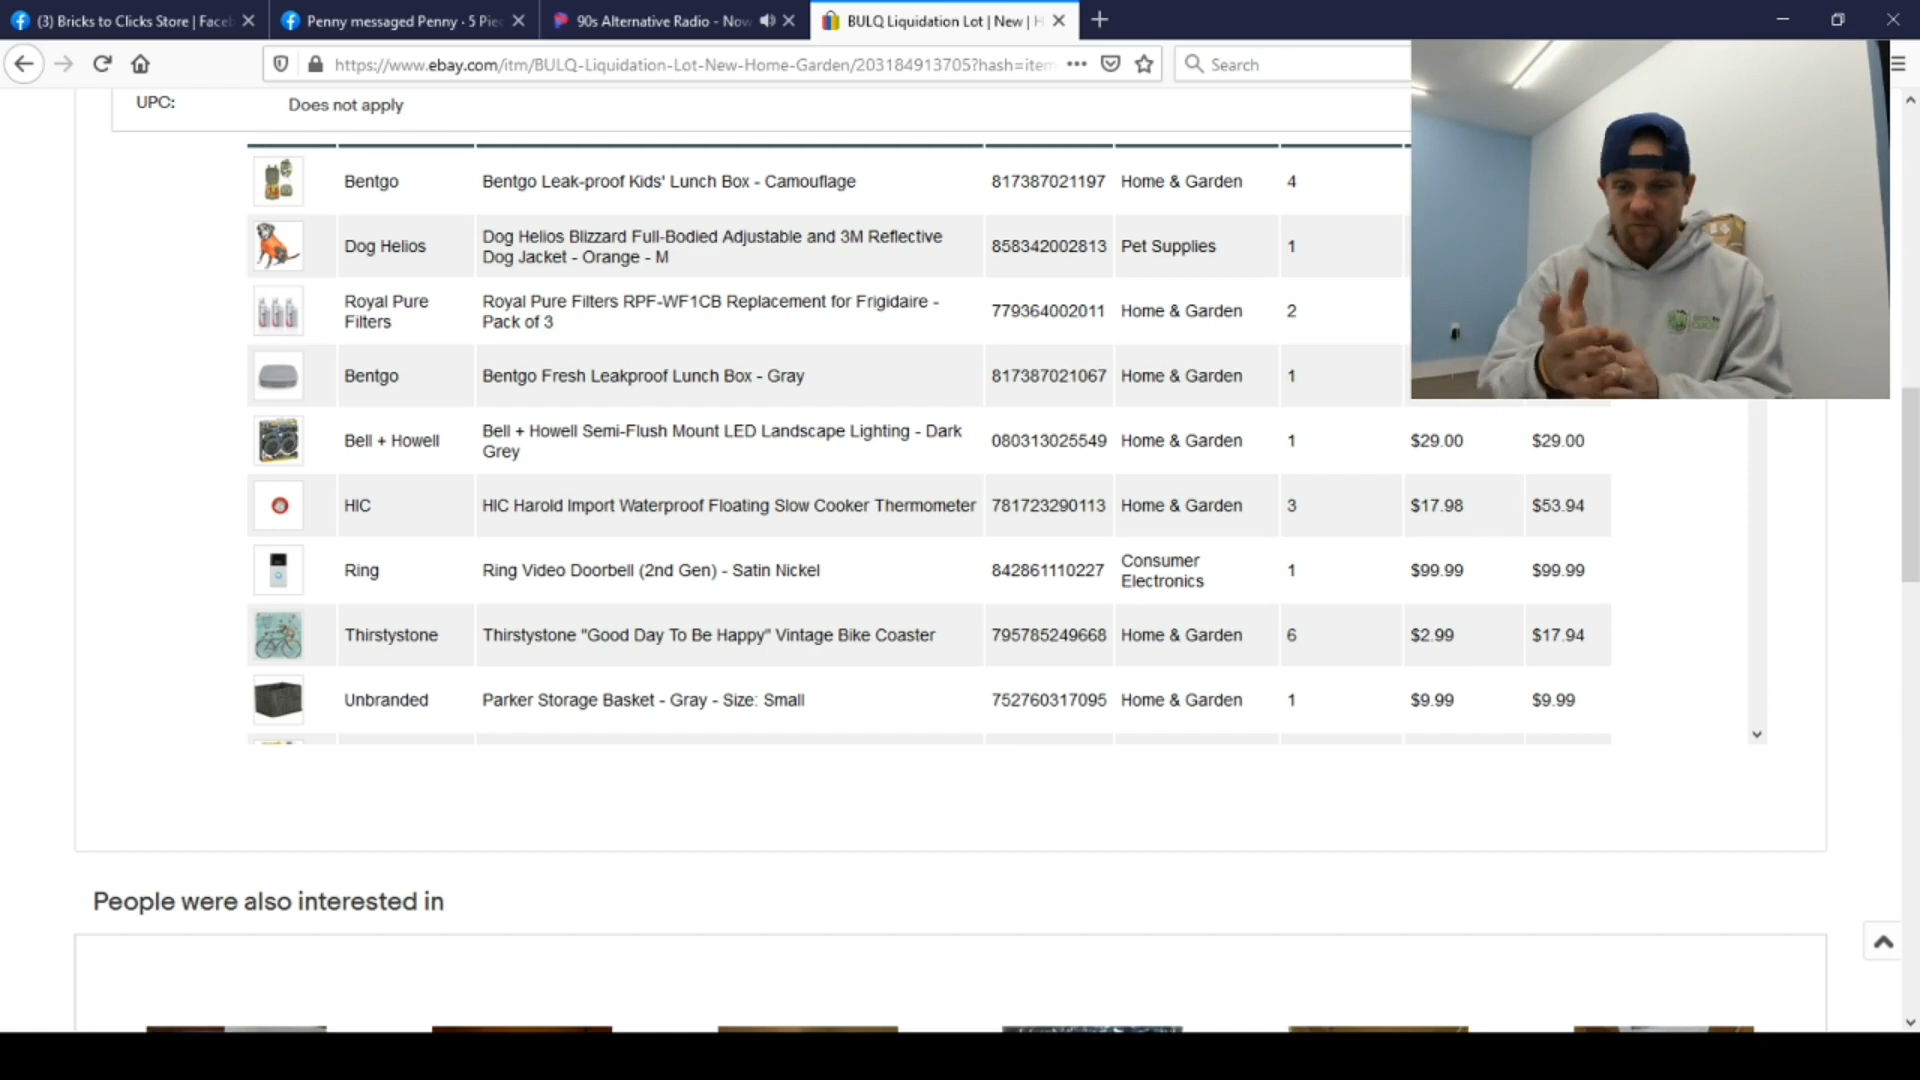 (3) Bricks to Clicks Store | Face
Penny messaged Penny · 5 Pie
90s Alternative Radio - Now
BULQ Liquidation Lot | New | H
https://www.ebay.com/itm/BULQ-Liquidation-Lot-New-Home-Garden/203184913705?hash=item
Search
UPC: Does not apply
Bentgo Bentgo Leak-proof Kids' Lunch Box - Camouflage 817387021197 Home & Garden 4
Dog Helios Dog Helios Blizzard Full-Bodied Adjustable and 3M Reflective
Dog Jacket - Orange - M 858342002813 Pet Supplies 1
Royal Pure
Filters
Royal Pure Filters RPF-WF1CB Replacement for Frigidaire -
Pack of 3
779364002011 Home & Garden 2
Bentgo Bentgo Fresh Leakproof Lunch Box - Gray 817387021067 Home & Garden 1
Bell + Howell Bell + Howell Semi-Flush Mount LED Landscape Lighting - Dark
Grey 080313025549 Home & Garden 1 $29.00 $29.00
HIC HIC Harold Import Waterproof Floating Slow Cooker Thermometer 781723290113 Home & Garden 3 $17.98 $53.94
Ring Ring Video Doorbell (2nd Gen) - Satin Nickel 842861110227 Consumer
Electronics 1 $99.99 $99.99
Thirstystone Thirstystone "Good Day To Be Happy" Vintage Bike Coaster 795785249668 Home & Garden 6 $2.99 $17.94
Unbranded Parker Storage Basket - Gray - Size: Small 752760317095 Home & Garden 1 $9.99 $9.99
People were also interested in